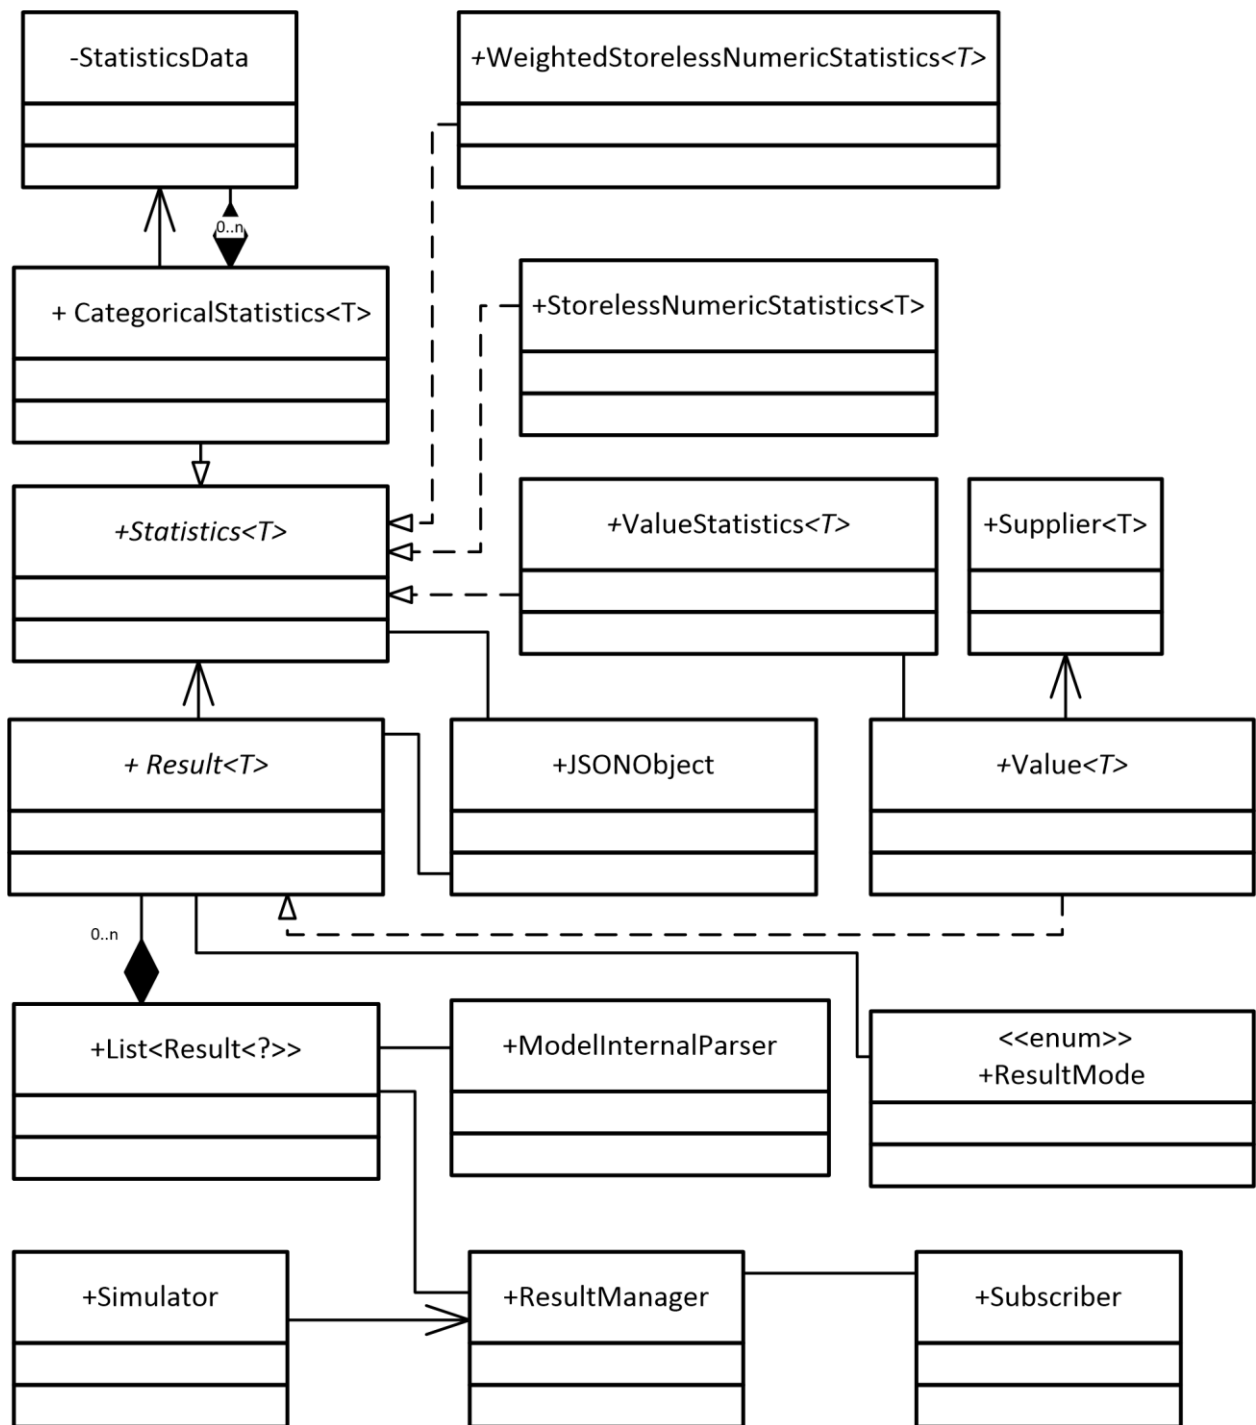 -StatisticsData
+WeightedStorelessNumericStatistics<T>
0..n
+ CategoricalStatistics<T>
+StorelessNumericStatistics<T>
+Statistics<T>
+ValueStatistics<T>
+Supplier<T>
+ Result<T>
+JSONObject
+Value<T>
0..n
+List<Result<?>>
+ModelInternalParser
<<enum>>
+ResultMode
+Simulator
+ResultManager
+Subscriber